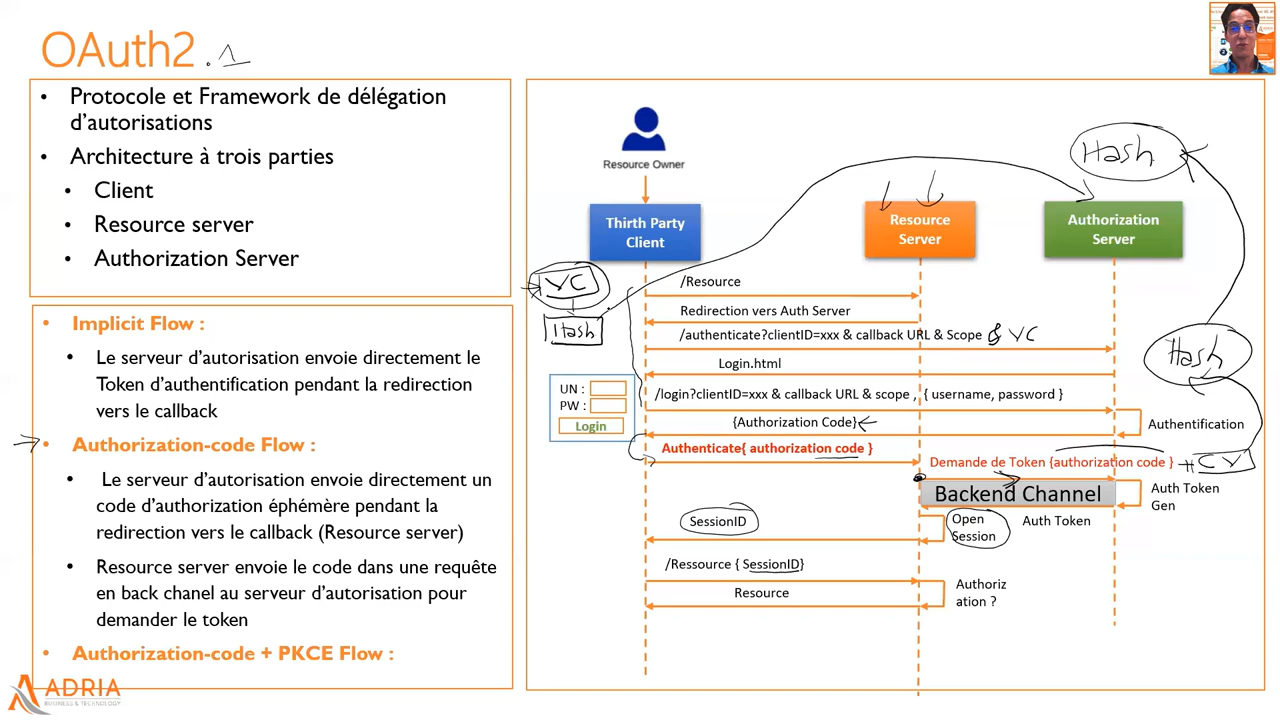 OAuth2 .1
• Protocole et Framework de délégation
d’autorisations
• Architecture à trois parties
• Client
• Resource server
• Authorization Server
• Implicit Flow :
• Le serveur d’autorisation envoie directement le
Token d’authentification pendant la redirection
vers le callback
• Authorization-code Flow :
• Le serveur d’autorisation envoie directement un
code d’autorisation éphémère pendant la
redirection vers le callback (Resource server)
• Resource server envoie le code dans une requête
en back chanel au serveur d’autorisation pour
demander le token
• Authorization-code + PKCE Flow :
ADRIA
BUSINESS & TECHNOLOGY
Resource Owner
Hash
Thirth Party
Client
Resource
Server
Authorization
Server
VC
Hash
/Resource
Redirection vers Auth Server
/authenticate?clientID=xxx & callback URL & Scope & VC
Hash
Login.html
UN :
PW :
Login
/login?clientID=xxx & callback URL & scope , { username, password }
{Authorization Code}
Authentification
Authenticate{ authorization code }
Demande de Token {authorization code } + CV
Backend Channel
Auth Token
Gen
SessionID
Open
Session
Auth Token
/Ressource { SessionID}
Resource
Authoriz
ation ?